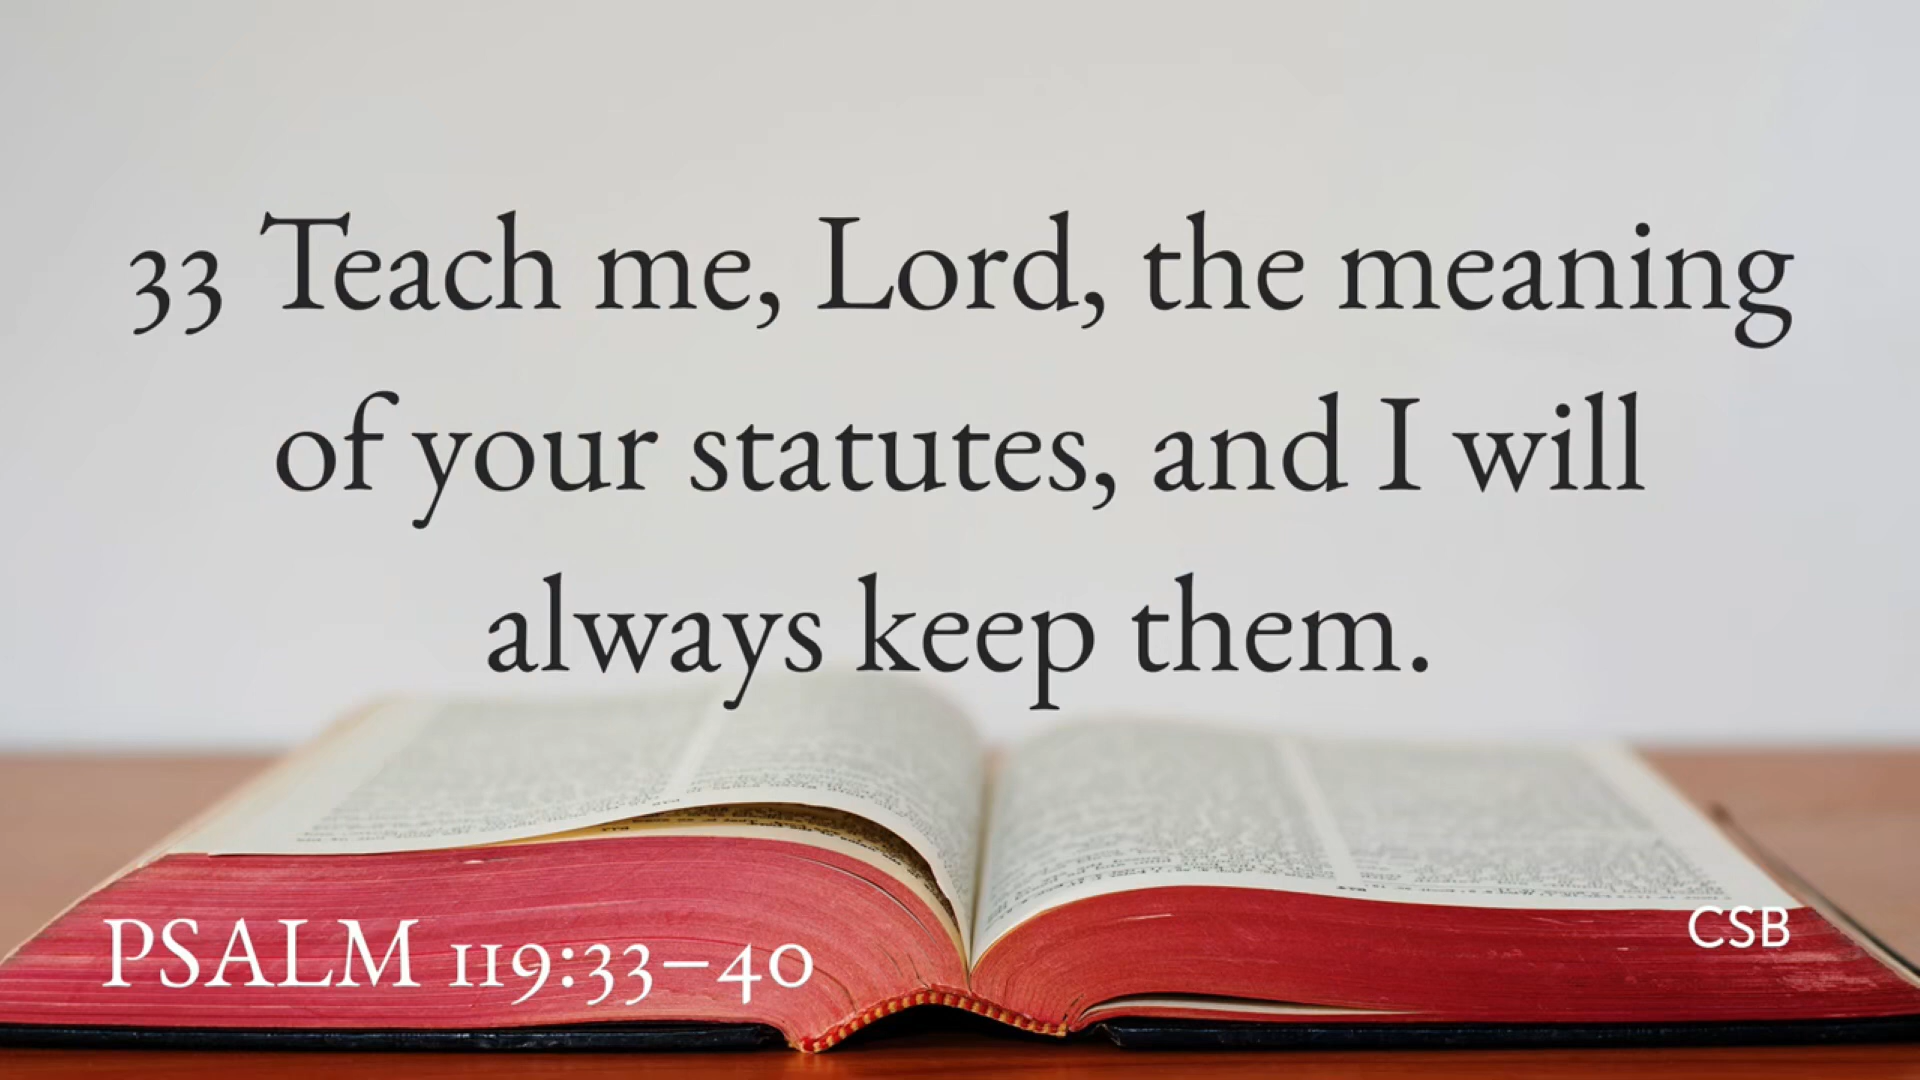 33 Teach me, Lord, the meaning
of your statutes, and I will
always keep them.
PSALM 119:33–40
CSB